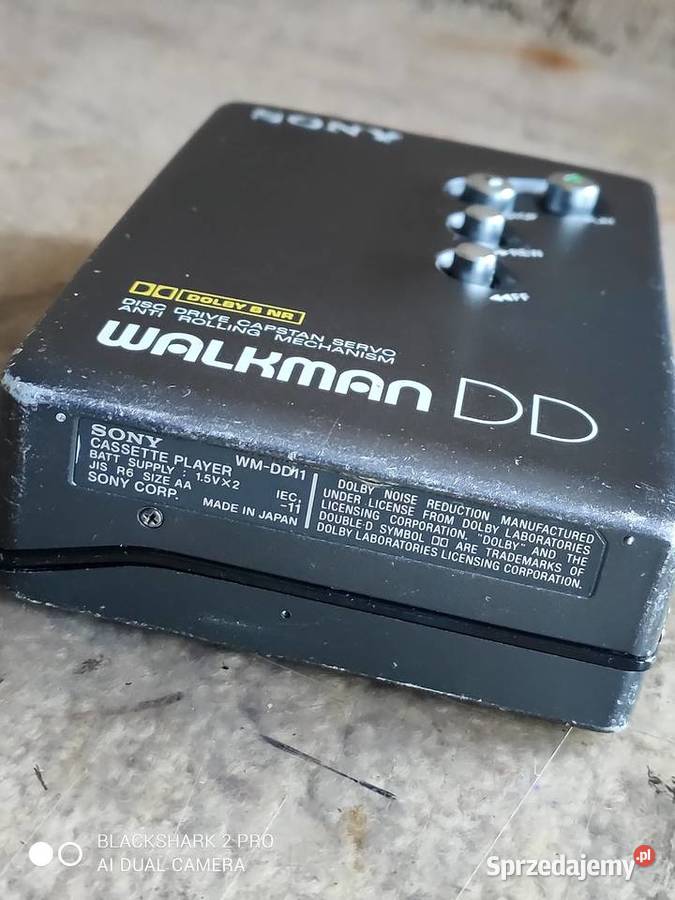 SONY
BATT
DOLBY B NR
DISC DRIVE CAPSTAN SERVO
ANTI ROLLING MECHANISM
WALKMAN DD
SONY
CASSETTE PLAYER WM-DD11
BATT SUPPLY : 1.5V×2
JIS R6 SIZE AA IEC.
SONY CORP. -11
MADE IN JAPAN
DOLBY NOISE REDUCTION MANUFACTURED
UNDER LICENSE FROM DOLBY LABORATORIES
LICENSING CORPORATION. "DOLBY" AND THE
DOUBLE-D SYMBOL DD ARE TRADEMARKS OF
DOLBY LABORATORIES LICENSING CORPORATION.
BLACKSHARK 2 PRO
AI DUAL CAMERA
Sprzedajemy.pl